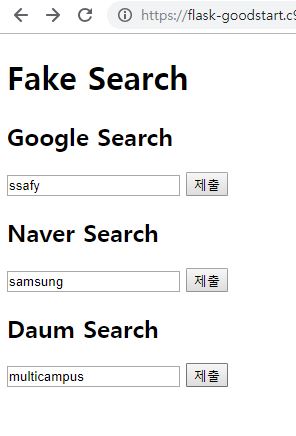 https://flask-goodstart.c9
Fake Search
Google Search
ssafy 제출
Naver Search
samsung 제출
Daum Search
multicampus 제출